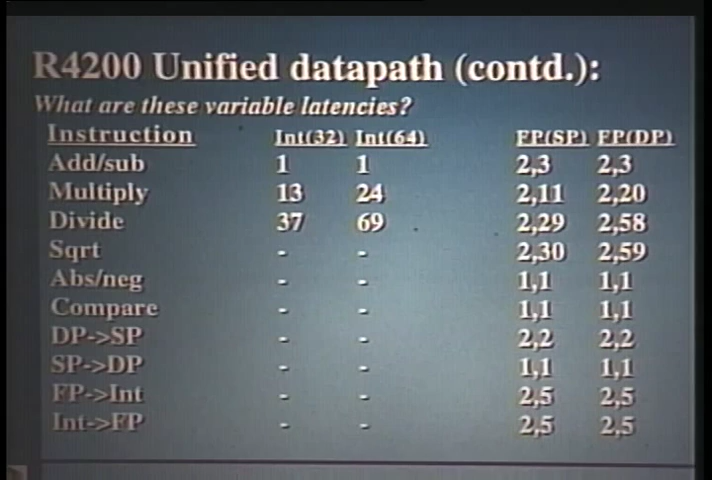 R4200 Unified datapath (contd.):
What are these variable latencies?
Instruction Int(32) Int(64) FP(SP) FP(DP)
Add/sub 1 1 2,3 2,3
Multiply 13 24 2,11 2,20
Divide 37 69 2,29 2,58
Sqrt - - 2,30 2,59
Abs/neg - - 1,1 1,1
Compare - - 1,1 1,1
DP->SP - - 2,2 2,2
SP->DP - - 1,1 1,1
FP->Int - - 2,5 2,5
Int->FP - - 2,5 2,5